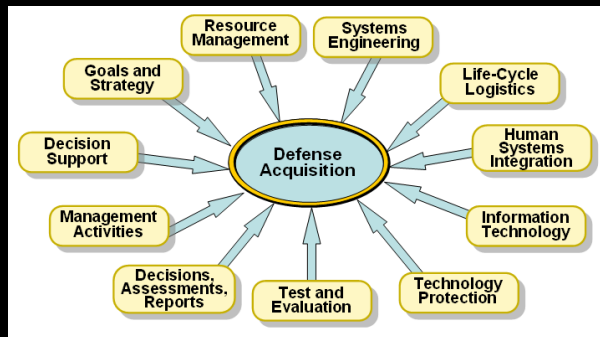 Resource
Management
Systems
Engineering
Goals and
Strategy
Life-Cycle
Logistics
Decision
Support
Defense
Acquisition
Human
Systems
Integration
Management
Activities
Information
Technology
Decisions,
Assessments,
Reports
Test and
Evaluation
Technology
Protection